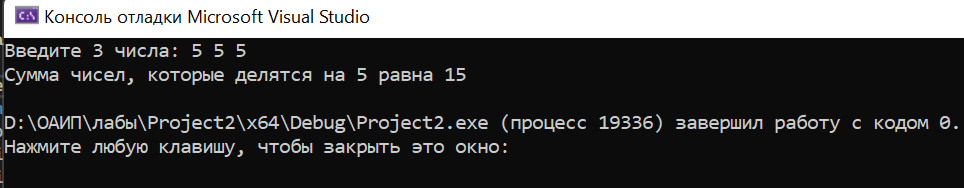 C:\ Консоль отладки Microsoft Visual Studio
Введите 3 числа: 5 5 5
Сумма чисел, которые делятся на 5 равна 15
D:\ОАИП\лабы\Project2\x64\Debug\Project2.exe (процесс 19336) завершил работу с кодом 0.
Нажмите любую клавишу, чтобы закрыть это окно: